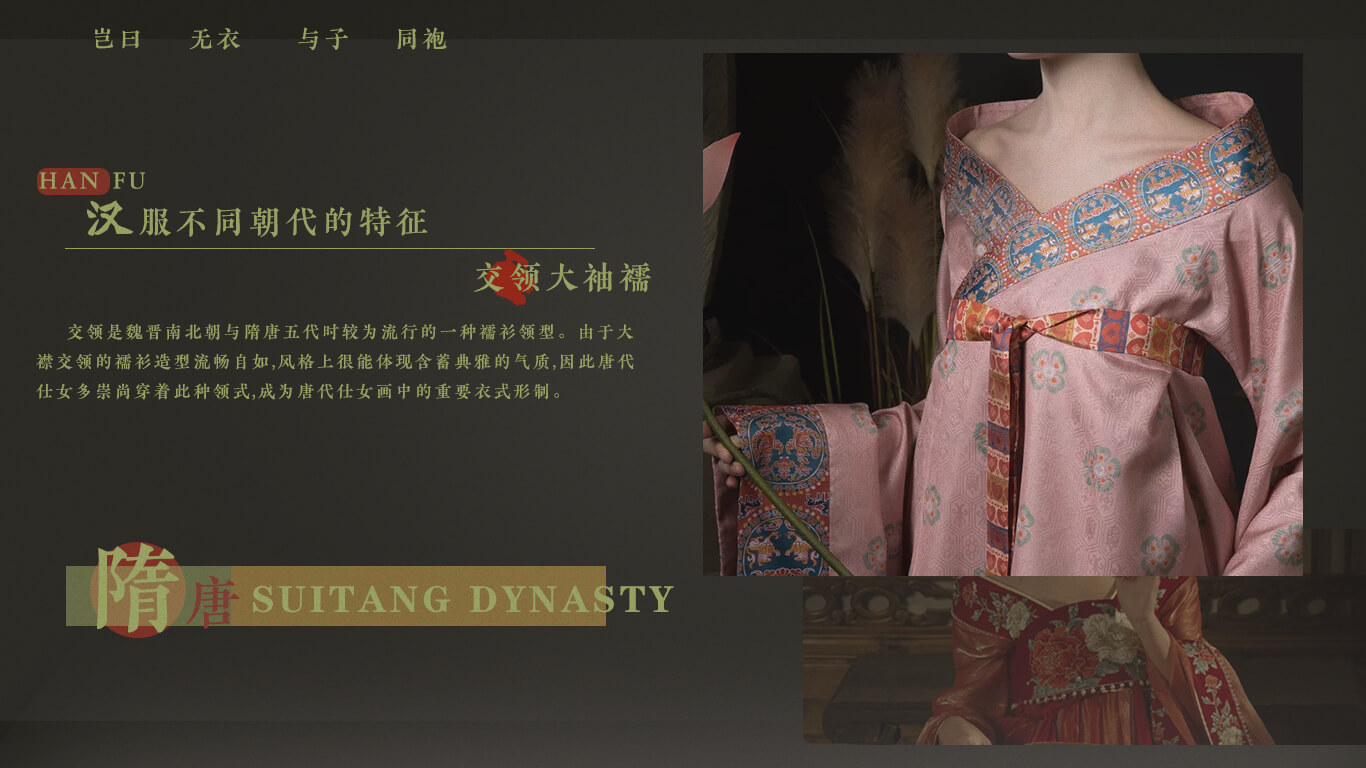 岂曰 无衣 与子 同袍
HAN FU
汉服不同朝代的特征
交领大袖襦
交领是魏晋南北朝与隋唐五代时较为流行的一种襦衫领型。由于大
襟交领的襦衫造型流畅自如,风格上很能体现含蓄典雅的气质,因此唐代
仕女多崇尚穿着此种领式,成为唐代仕女画中的重要衣式形制。
隋唐 SUITANG DYNASTY